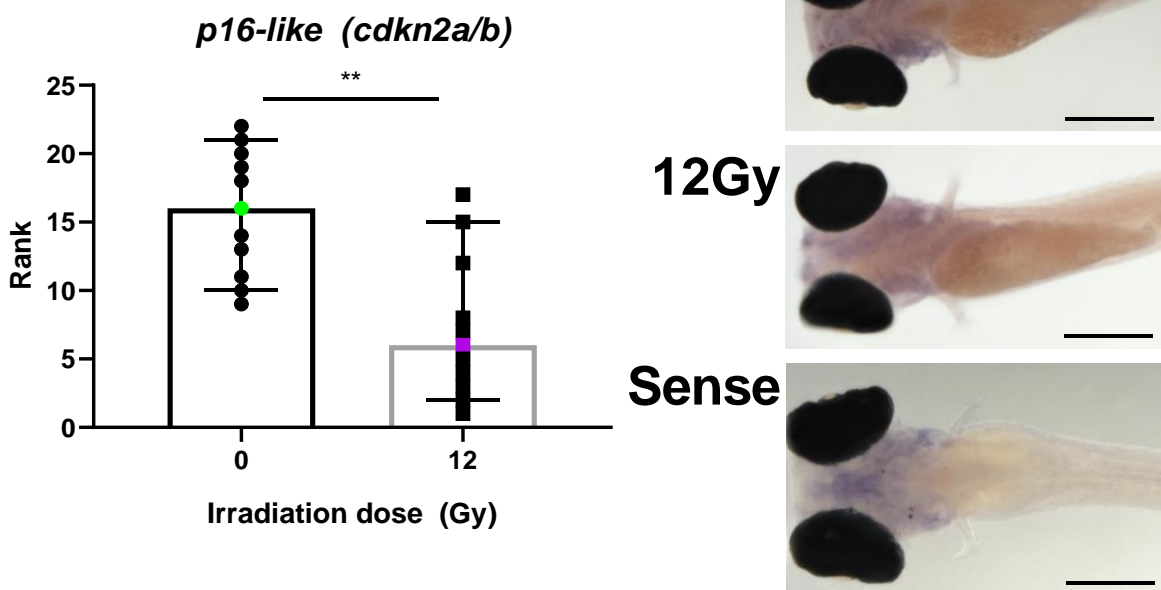 p16-like (cdkn2a/b)
**
25
20
15
10
5
0
Rank
0
12
Irradiation dose (Gy)
12Gy
Sense